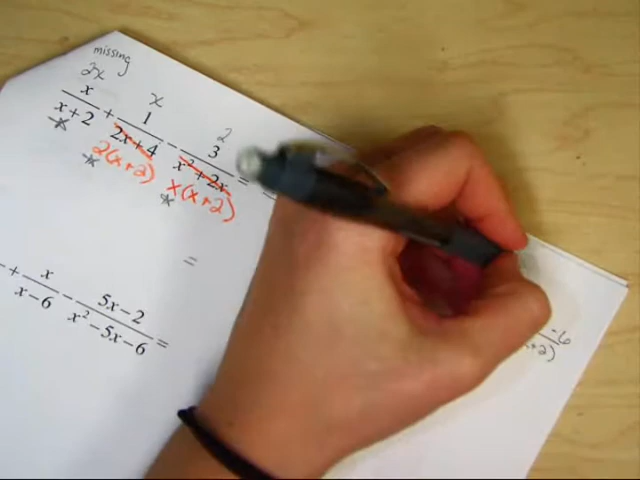 missing
2x x 2
x/x+2 + 1/2x+4 - 3/x²+2x =
* 2(x+2) x(x+2)
* *
=
+ x/x-6 - 5x-2/x²-5x-6 =
-6
+2)